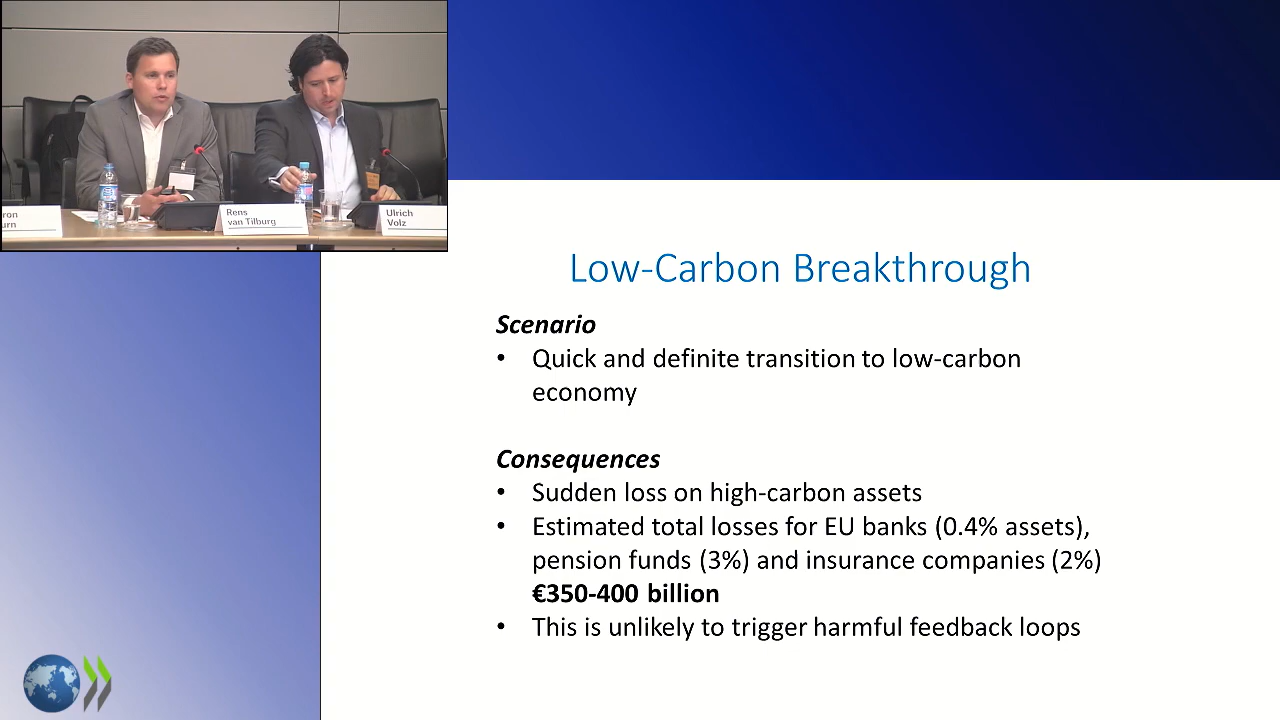 ron
urn
Rens
van Tilburg
Ulrich
Volz
Low-Carbon Breakthrough
Scenario
• Quick and definite transition to low-carbon
economy
Consequences
• Sudden loss on high-carbon assets
• Estimated total losses for EU banks (0.4% assets),
pension funds (3%) and insurance companies (2%)
€350-400 billion
• This is unlikely to trigger harmful feedback loops